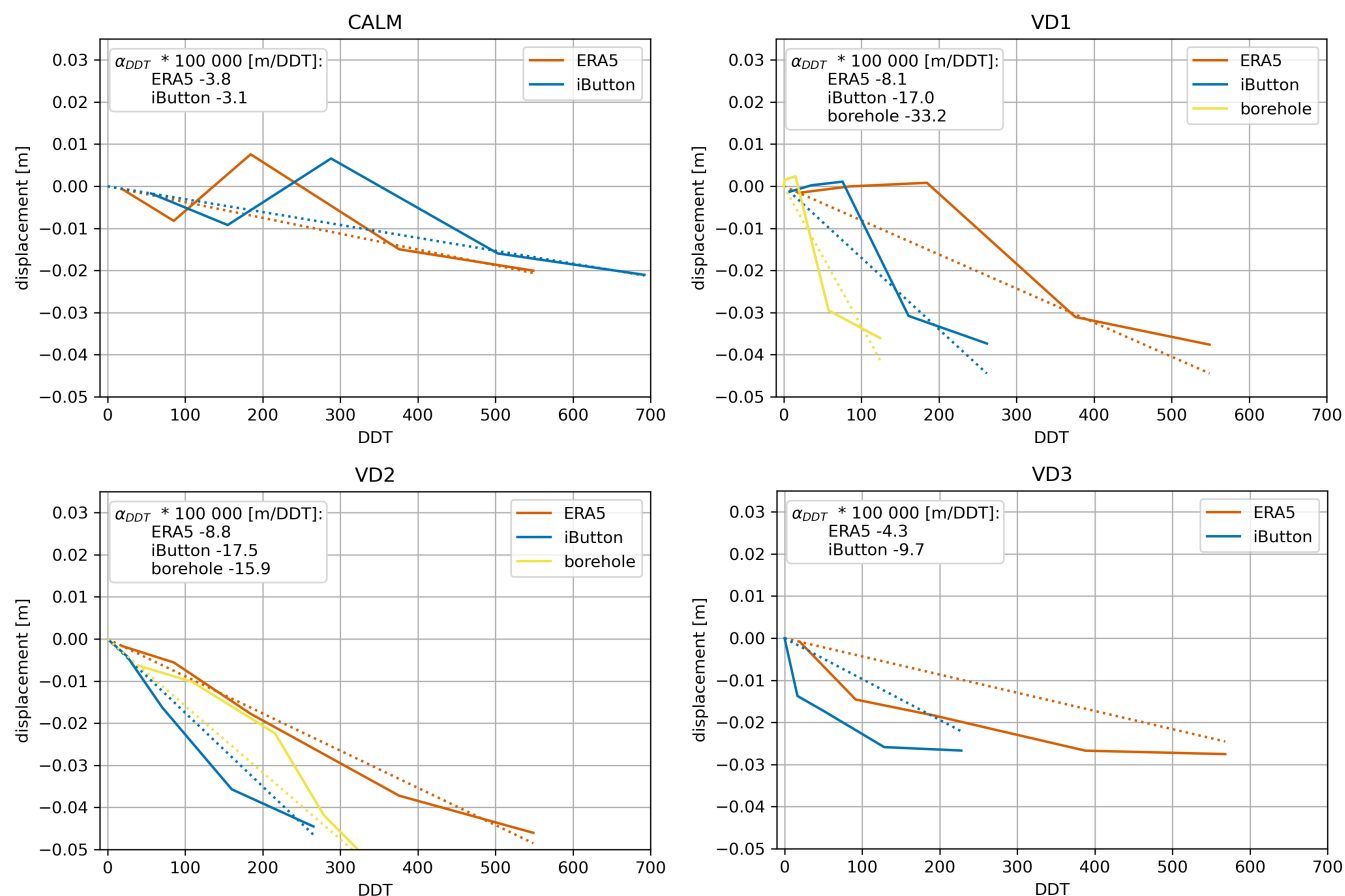 CALM
α_DDT * 100 000 [m/DDT]:
ERA5 -3.8
iButton -3.1
ERA5
iButton
displacement [m]
0.03
0.02
0.01
0.00
−0.01
−0.02
−0.03
−0.04
−0.05
0 100 200 300 400 500 600 700
DDT
VD1
α_DDT * 100 000 [m/DDT]:
ERA5 -8.1
iButton -17.0
borehole -33.2
ERA5
iButton
borehole
displacement [m]
0.03
0.02
0.01
0.00
−0.01
−0.02
−0.03
−0.04
−0.05
0 100 200 300 400 500 600 700
DDT
VD2
α_DDT * 100 000 [m/DDT]:
ERA5 -8.8
iButton -17.5
borehole -15.9
ERA5
iButton
borehole
displacement [m]
0.03
0.02
0.01
0.00
−0.01
−0.02
−0.03
−0.04
−0.05
0 100 200 300 400 500 600 700
DDT
VD3
α_DDT * 100 000 [m/DDT]:
ERA5 -4.3
iButton -9.7
ERA5
iButton
displacement [m]
0.03
0.02
0.01
0.00
−0.01
−0.02
−0.03
−0.04
−0.05
0 100 200 300 400 500 600 700
DDT